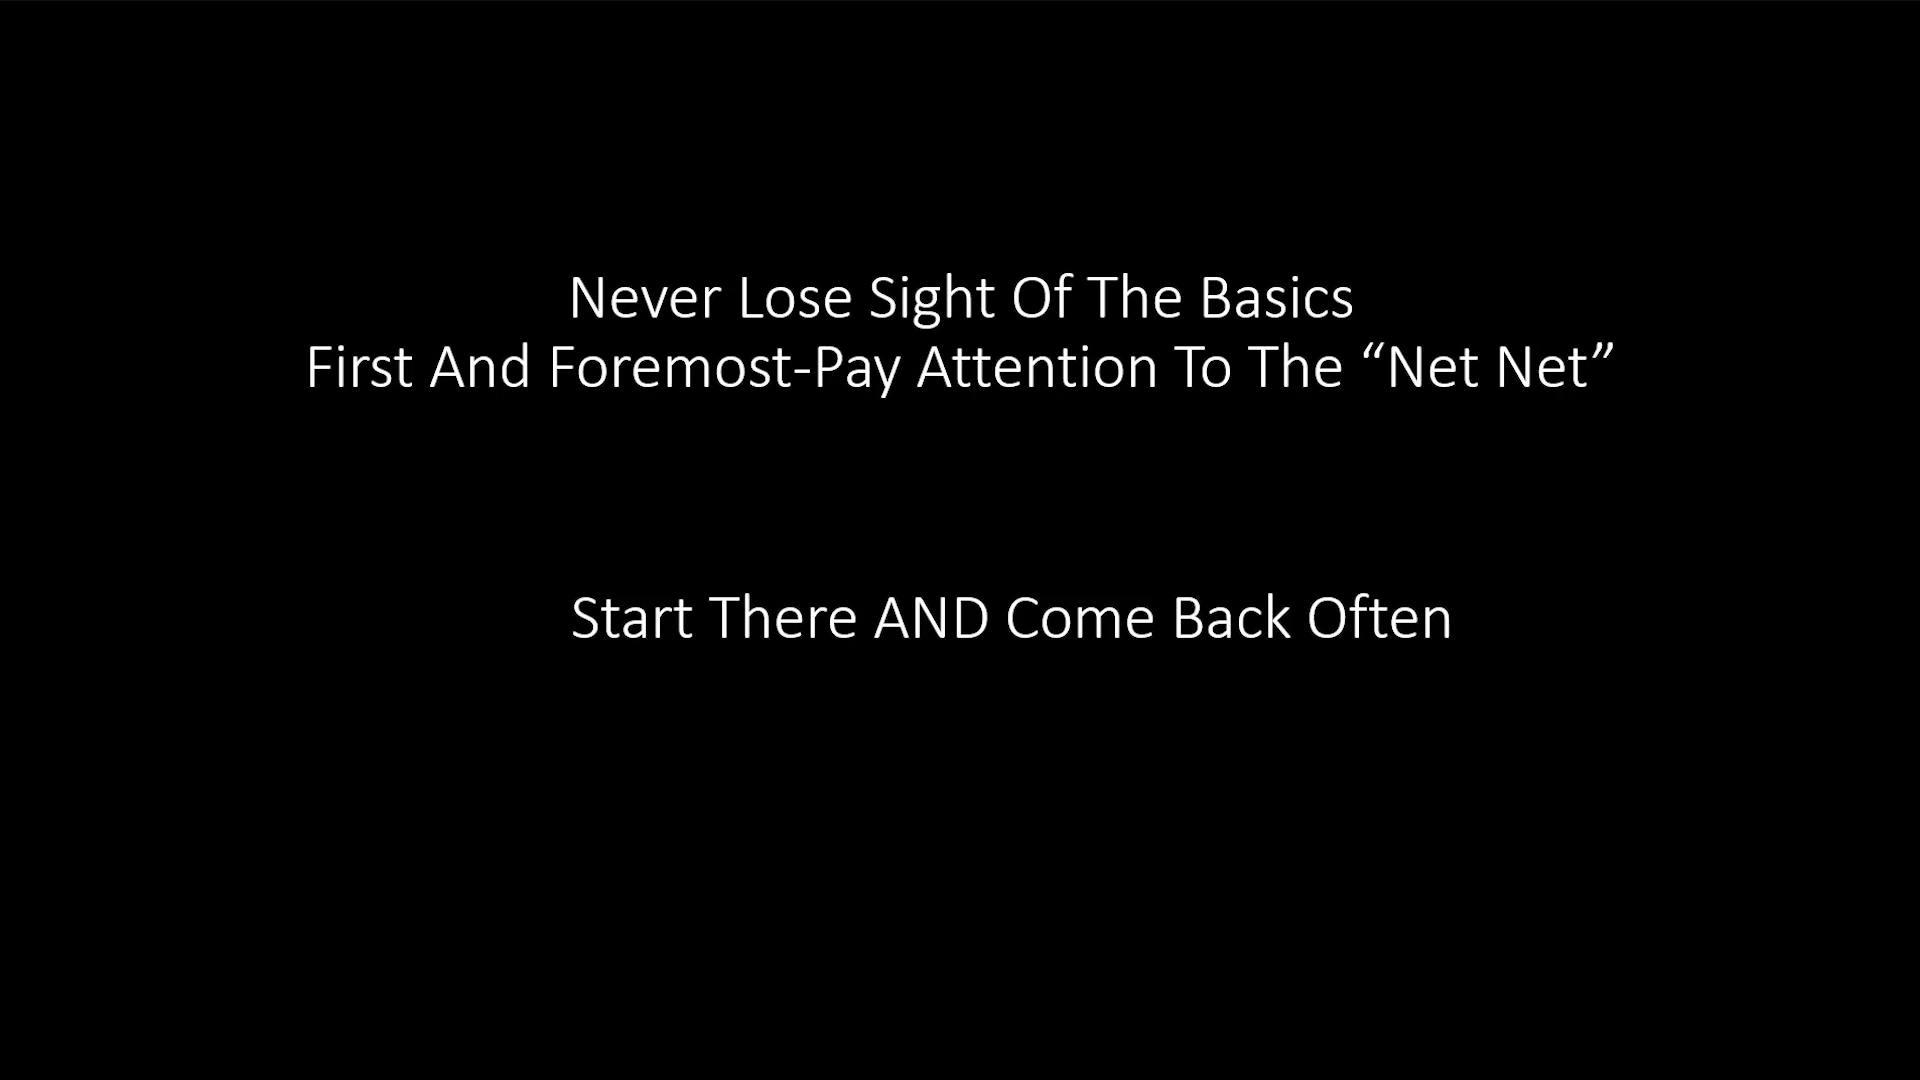 Never Lose Sight Of The Basics
First And Foremost-Pay Attention To The “Net Net”
Start There AND Come Back Often